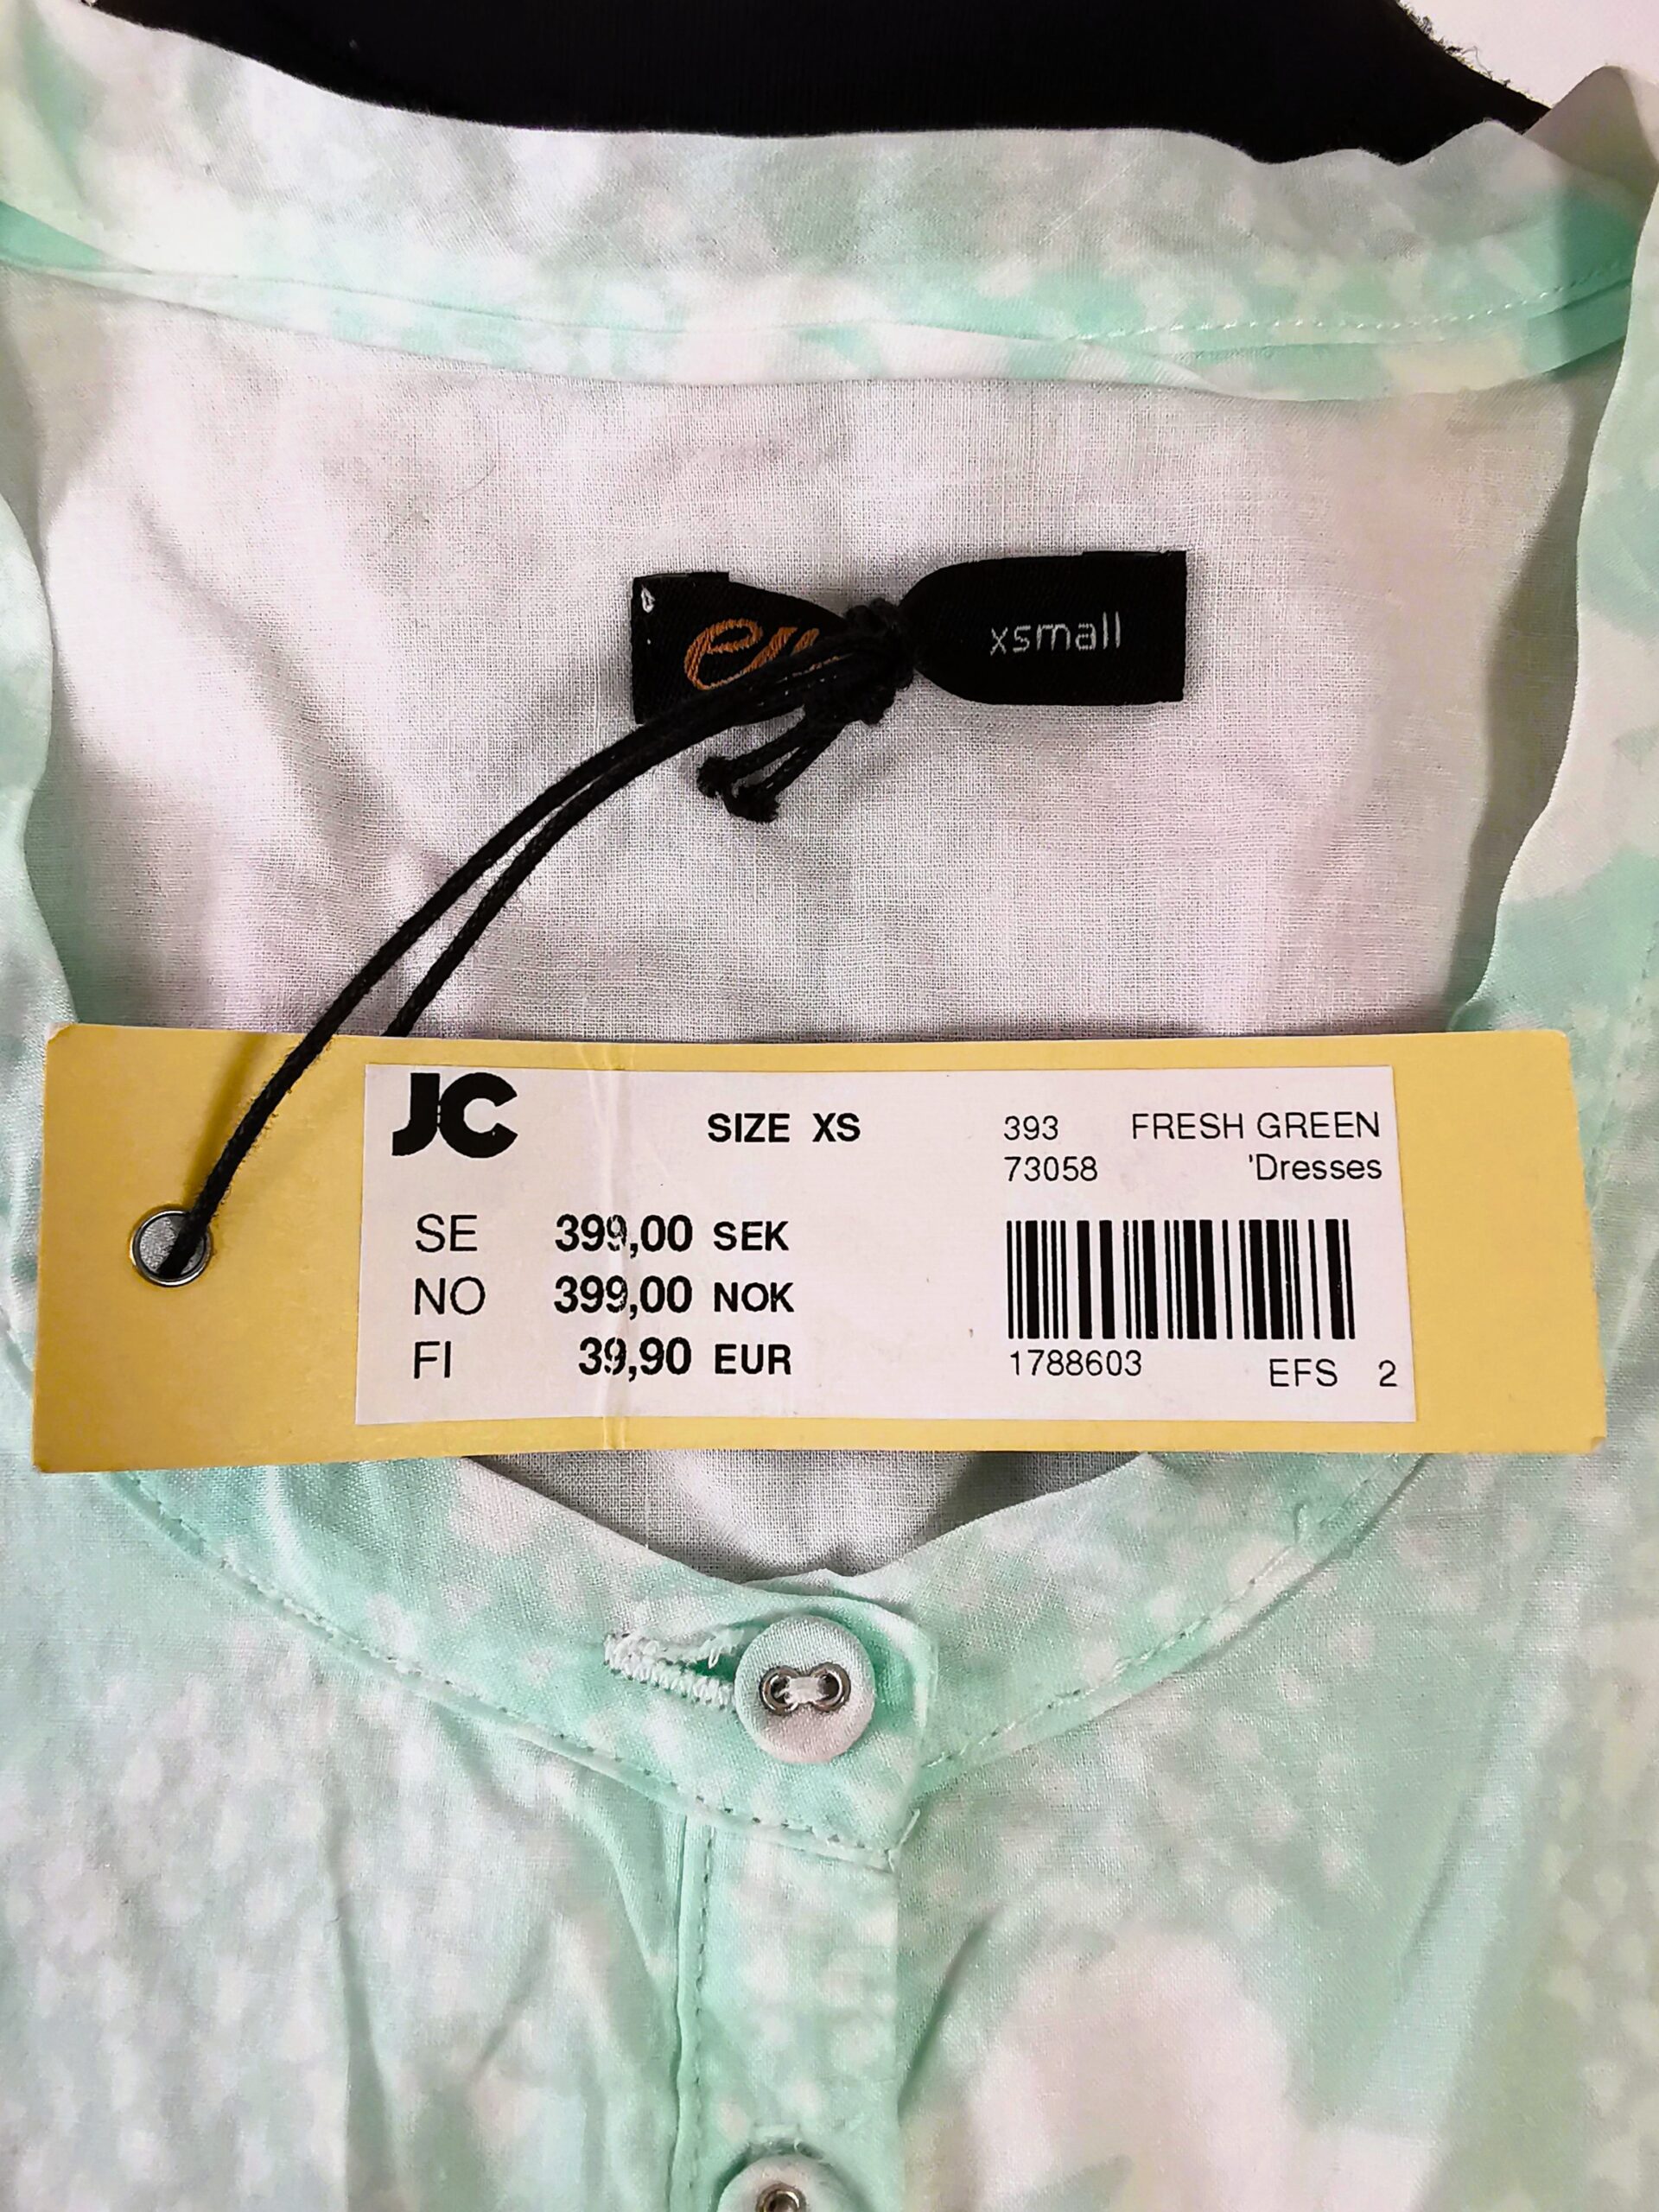 xsmall
JC
SIZE XS
393 FRESH GREEN
73058 'Dresses
SE 399,00 SEK
NO 399,00 NOK
FI 39,90 EUR
1788603
EFS 2